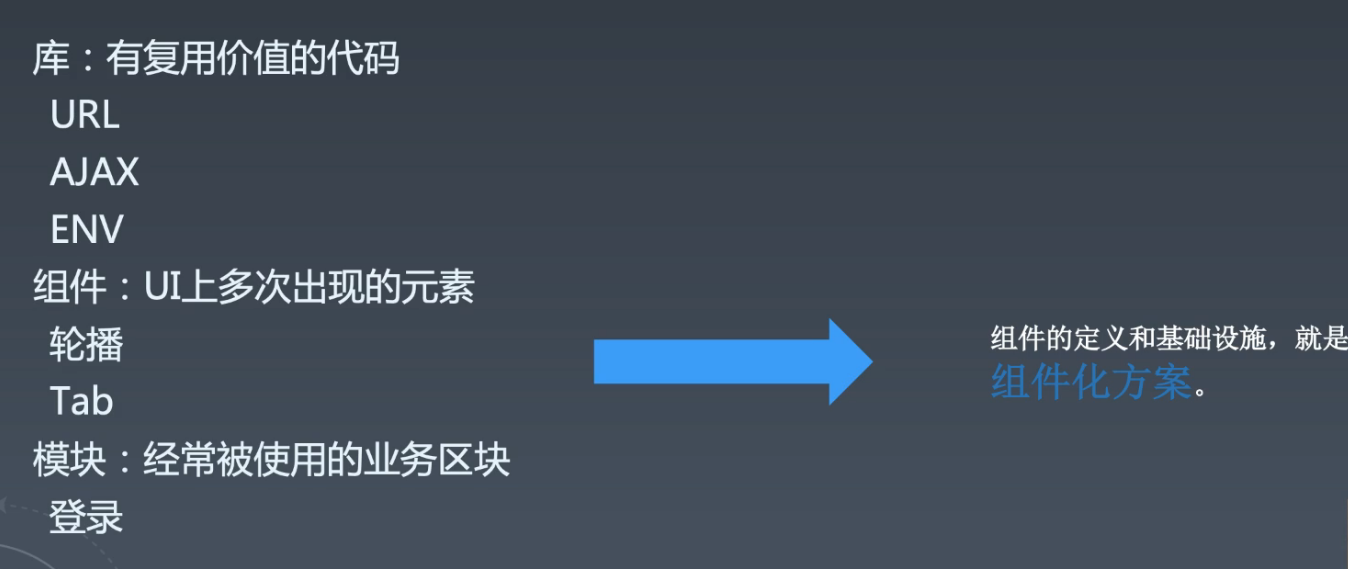 库：有复用价值的代码
URL
AJAX
ENV
组件：UI上多次出现的元素
轮播
Tab
模块：经常被使用的业务区块
登录
组件的定义和基础设施，就是
组件化方案。